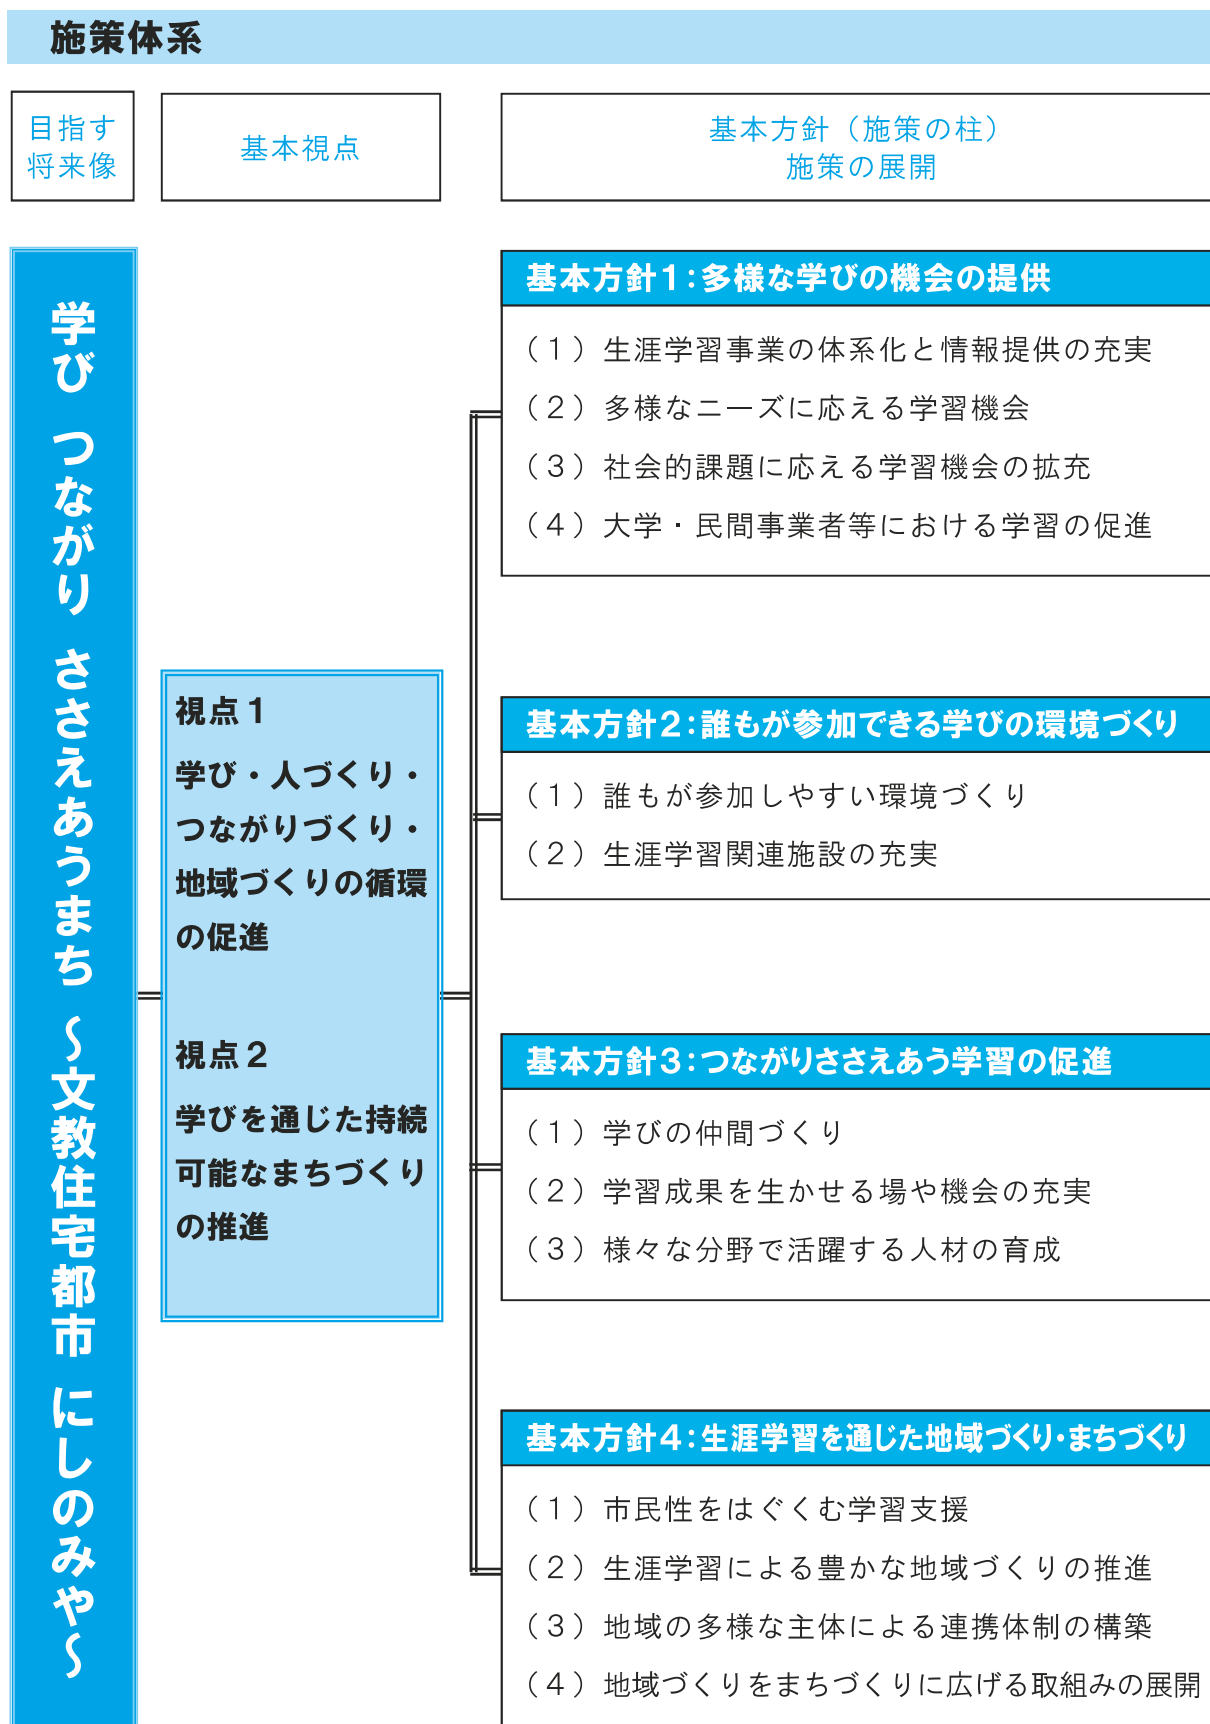 施策体系
目指す
将来像
基本視点
基本方針（施策の柱）
施策の展開
学び つながり ささえあうまち ～文教住宅都市 にしのみや～
視点１
学び・人づくり・
つながりづくり・
地域づくりの循環
の促進
視点２
学びを通じた持続
可能なまちづくり
の推進
基本方針１：多様な学びの機会の提供
（１）生涯学習事業の体系化と情報提供の充実
（２）多様なニーズに応える学習機会
（３）社会的課題に応える学習機会の拡充
（４）大学・民間事業者等における学習の促進
基本方針２：誰もが参加できる学びの環境づくり
（１）誰もが参加しやすい環境づくり
（２）生涯学習関連施設の充実
基本方針３：つながりささえあう学習の促進
（１）学びの仲間づくり
（２）学習成果を生かせる場や機会の充実
（３）様々な分野で活躍する人材の育成
基本方針４：生涯学習を通じた地域づくり・まちづくり
（１）市民性をはぐくむ学習支援
（２）生涯学習による豊かな地域づくりの推進
（３）地域の多様な主体による連携体制の構築
（４）地域づくりをまちづくりに広げる取組みの展開